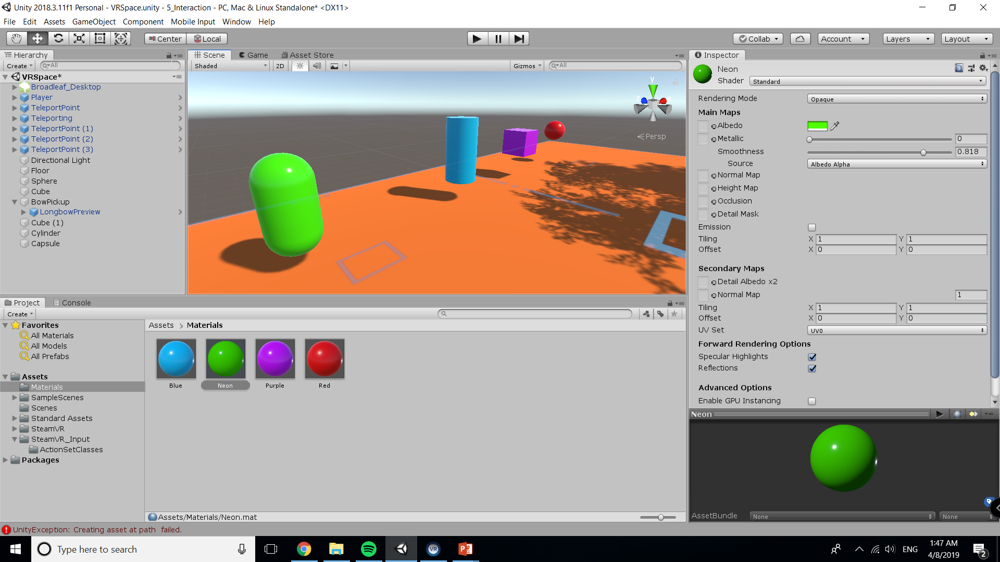 Unity 2018.3.11f1 Personal - VRSpace.unity - 5_Interaction - PC, Mac & Linux Standalone* <DX11>
File Edit Assets GameObject Component Mobile Input Window Help
Center Local Collab Account Layers Layout
Hierarchy
Create All
VRSpace*
Broadleaf_Desktop
Player
TeleportPoint
Teleporting
TeleportPoint (1)
TeleportPoint (2)
TeleportPoint (3)
Directional Light
Floor
Sphere
Cube
BowPickup
LongbowPreview
Cube (1)
Cylinder
Capsule
Scene Game Asset Store
Shaded 2D Gizmos All
y
z
Persp
Inspector
Neon
Shader Standard
Rendering Mode Opaque
Main Maps
Albedo
Metallic 0
Smoothness 0.818
Source Albedo Alpha
Normal Map
Height Map
Occlusion
Detail Mask
Emission
Tiling X 1 Y 1
Offset X 0 Y 0
Secondary Maps
Detail Albedo x2
Normal Map 1
Tiling X 1 Y 1
Offset X 0 Y 0
UV Set UV0
Forward Rendering Options
Specular Highlights
Reflections
Advanced Options
Enable GPU Instancing
Neon
AssetBundle None None
Project Console
Create
Favorites
All Materials
All Models
All Prefabs
Assets
Materials
SampleScenes
Scenes
Standard Assets
SteamVR
SteamVR_Input
ActionSetClasses
Packages
Assets > Materials
Blue Neon Purple Red
Assets/Materials/Neon.mat
UnityException: Creating asset at path  failed.
Type here to search
VR
ENG
1:47 AM
4/8/2019
2